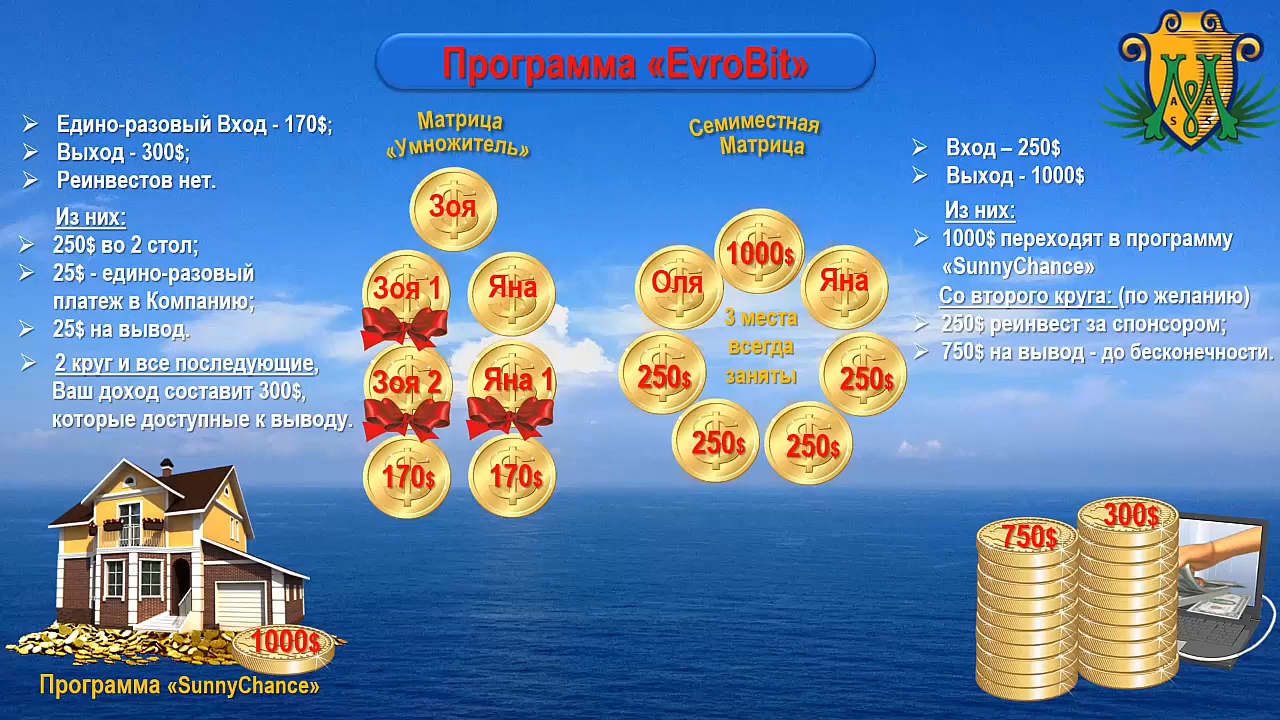 Программа «EvroBit»
Едино-разовый Вход - 170$;
Выход - 300$;
Реинвестов нет.
Из них:
250$ во 2 стол;
25$ - едино-разовый
платеж в Компанию;
25$ на вывод.
2 круг и все последующие,
Ваш доход составит 300$,
которые доступные к выводу.
Матрица
«Умножитель»
Зоя
Зоя 1
Яна
Зоя 2
Яна 1
170$
170$
Семиместная
Матрица
1000$
Оля
Яна
3 места
всегда
заняты
250$
250$
250$
250$
Вход – 250$
Выход - 1000$
Из них:
1000$ переходят в программу
«SunnyChance»
Со второго круга: (по желанию)
250$ реинвест за спонсором;
750$ на вывод - до бесконечности.
1000$
Программа «SunnyChance»
750$
300$